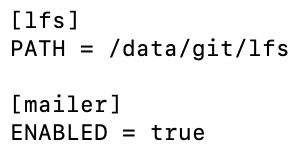 [lfs]
PATH = /data/git/lfs

[mailer]
ENABLED = true